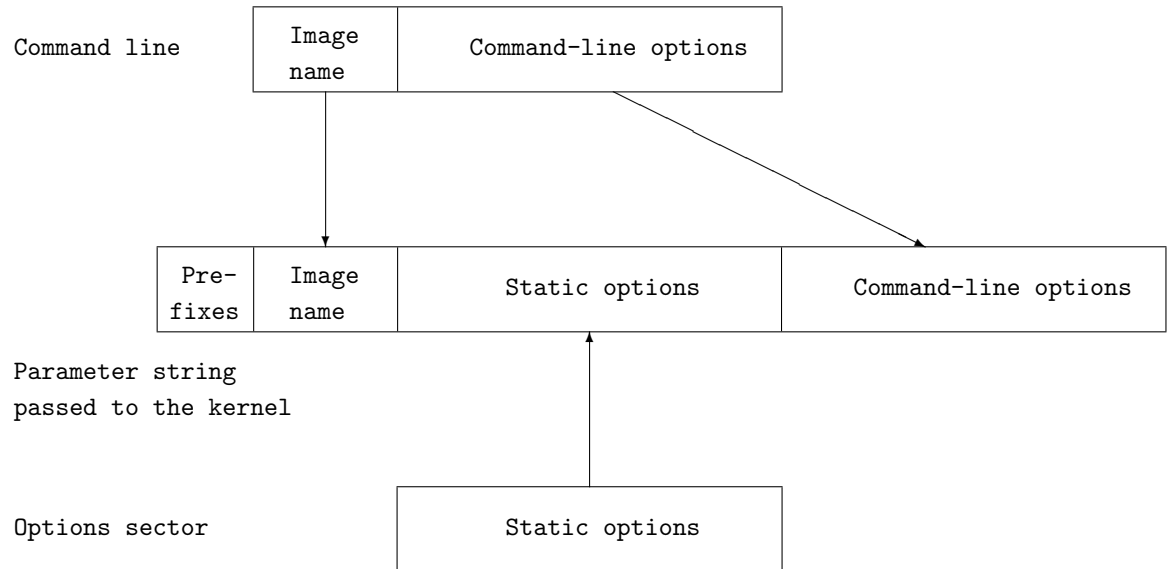 Command line
Image
name
Command-line options
Pre-
fixes
Image
name
Static options
Command-line options
Parameter string
passed to the kernel
Options sector
Static options